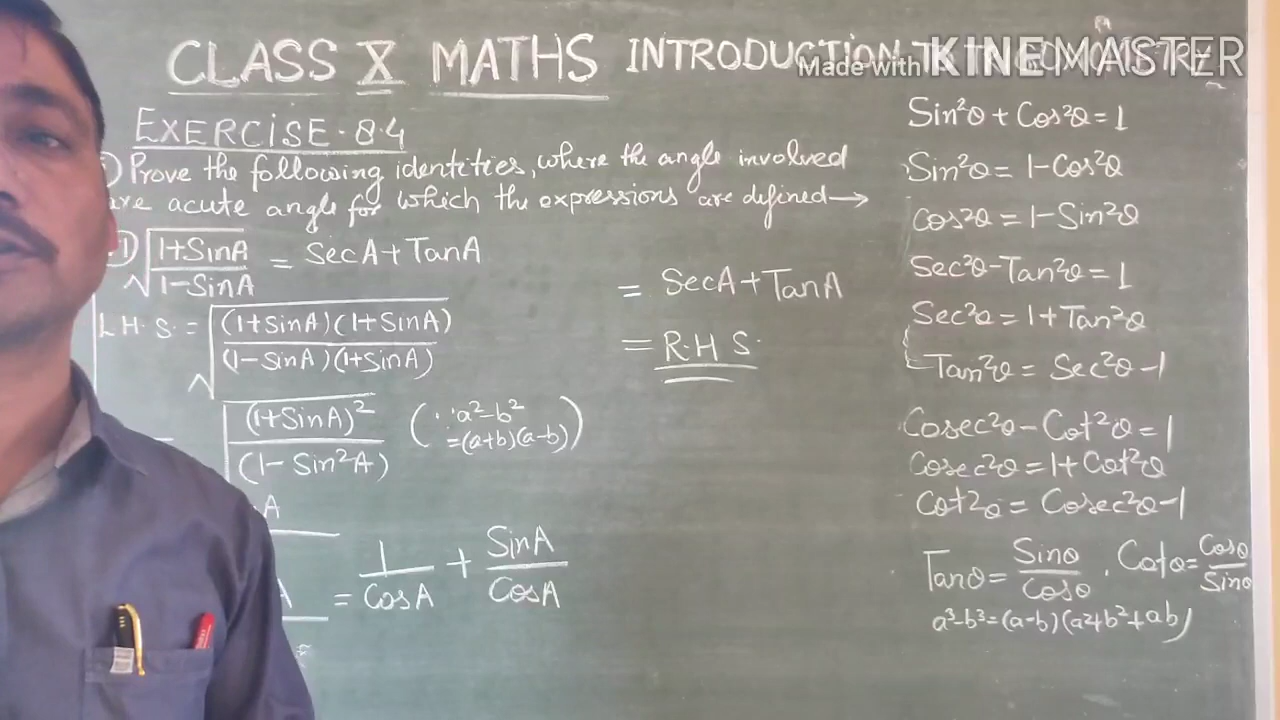 CLASS X MATHS INTRODUCTION TO TRIGONOMETRY
Made with KINEMASTER
EXERCISE.8.4
) Prove the following identities, where the angle involved
are acute angle for which the expressions are defined→
√(1+SinA / 1-SinA) = SecA+TanA
L.H.S. = √((1+SinA)(1+SinA) / (1-SinA)(1+SinA))
√((1+SinA)² / (1-Sin²A)) (∵ a²-b² =(a+b)(a-b))
A
A = 1/CosA + SinA/CosA
= SecA+TanA
= R.H.S.
Sin²θ + Cos²θ = 1
Sin²θ = 1-Cos²θ
Cos²θ = 1-Sin²θ
Sec²θ-Tan²θ = 1
Sec²θ = 1+Tan²θ
Tan²θ = Sec²θ-1
Cosec²θ-Cot²θ = 1
Cosec²θ = 1+Cot²θ
Cot²θ = Cosec²θ-1
Tanθ = Sinθ/Cosθ . Cotθ = Cosθ/Sinθ
a³-b³ = (a-b)(a²+b²+ab)